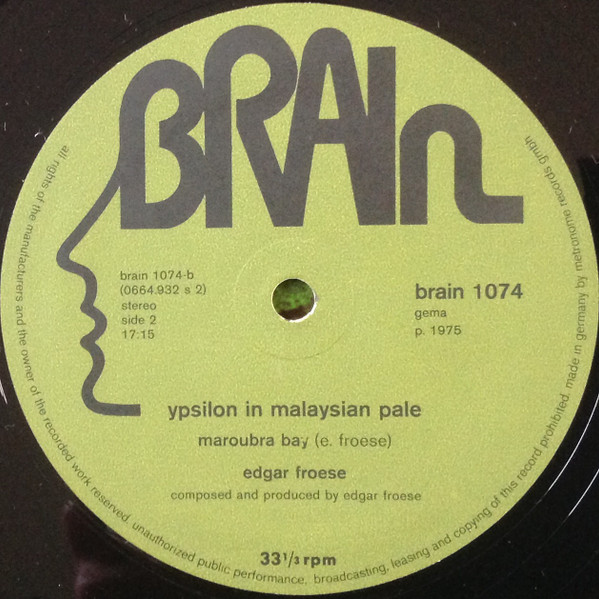 BRAIn
brain 1074-b
(0664.932 s 2)
stereo
side 2
17:15
brain 1074
gema
p. 1975
ypsilon in malaysian pale
maroubra bay (e. froese)
edgar froese
composed and produced by edgar froese
33 1/3 rpm
all rights of the manufacturers and the owner of the recorded work reserved. unauthorized public performance, broadcasting, leasing and copying of this record prohibited. made in germany by metronome records gmbh